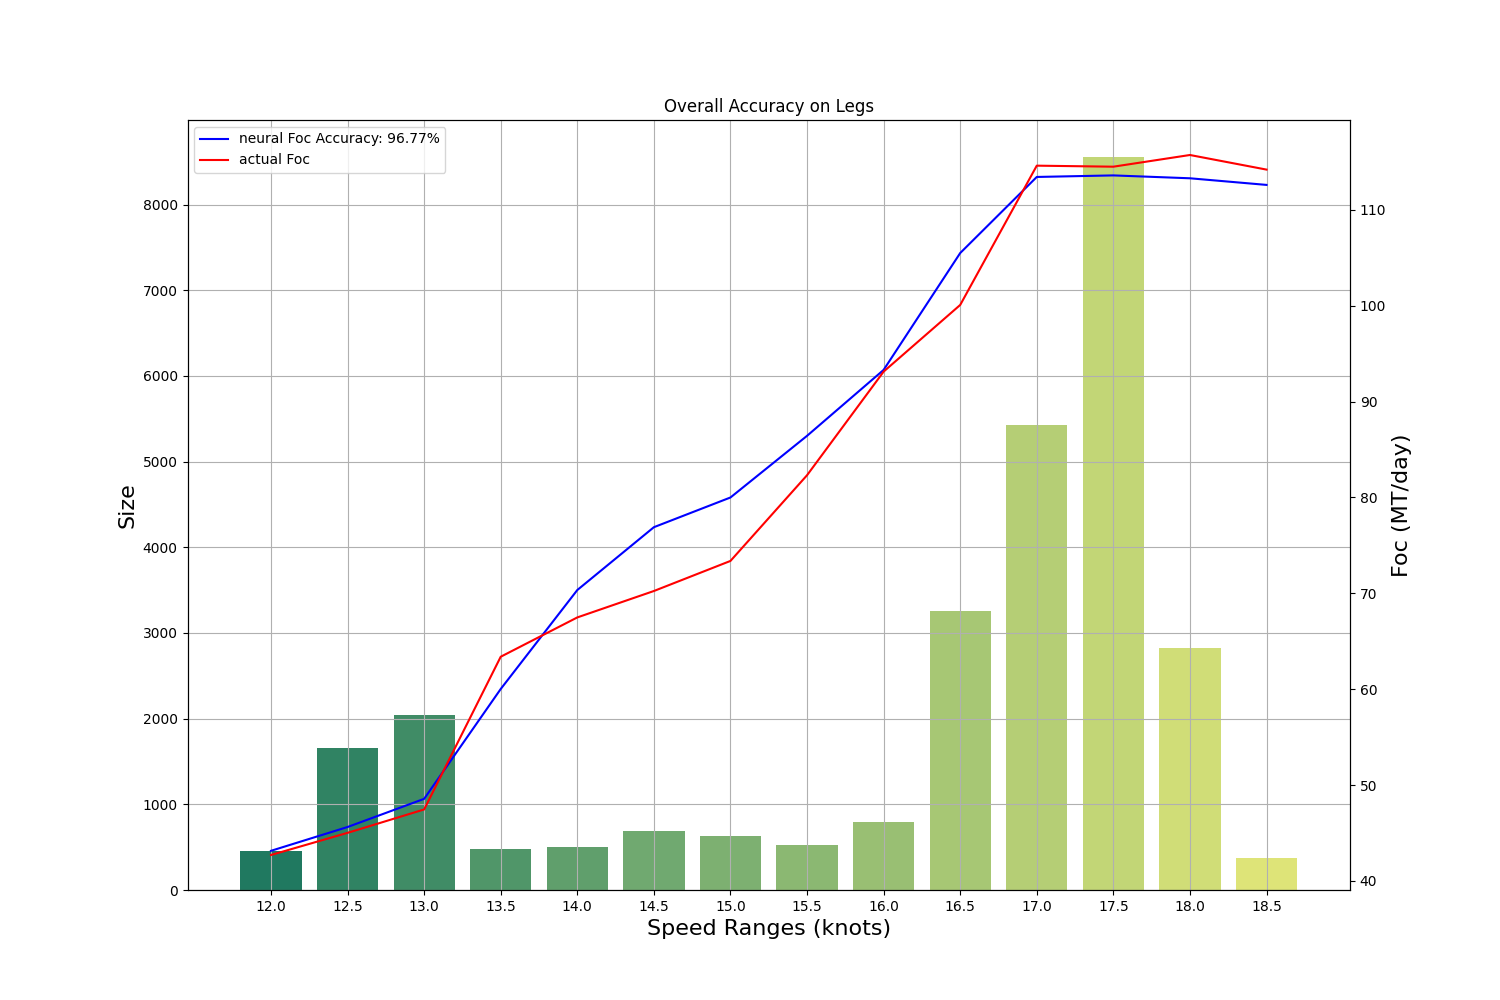 Overall Accuracy on Legs
neural Foc Accuracy: 96.77%
actual Foc
8000
7000
6000
5000
4000
3000
2000
1000
0
Size
110
100
90
80
70
60
50
40
Foc (MT/day)
12.0 12.5 13.0 13.5 14.0 14.5 15.0 15.5 16.0 16.5 17.0 17.5 18.0 18.5
Speed Ranges (knots)